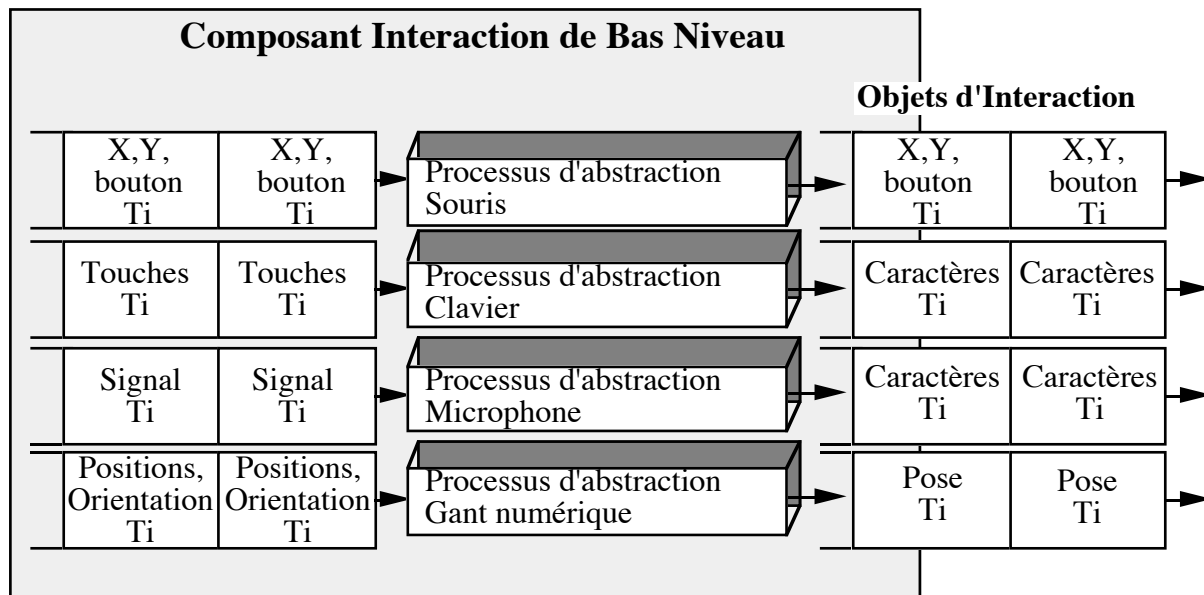 Composant Interaction de Bas Niveau
Objets d'Interaction
X,Y,
bouton
Ti
X,Y,
bouton
Ti
Processus d'abstraction
Souris
X,Y,
bouton
Ti
X,Y,
bouton
Ti
Touches
Ti
Touches
Ti
Processus d'abstraction
Clavier
Caractères
Ti
Caractères
Ti
Signal
Ti
Signal
Ti
Processus d'abstraction
Microphone
Caractères
Ti
Caractères
Ti
Positions,
Orientation
Ti
Positions,
Orientation
Ti
Processus d'abstraction
Gant numérique
Pose
Ti
Pose
Ti